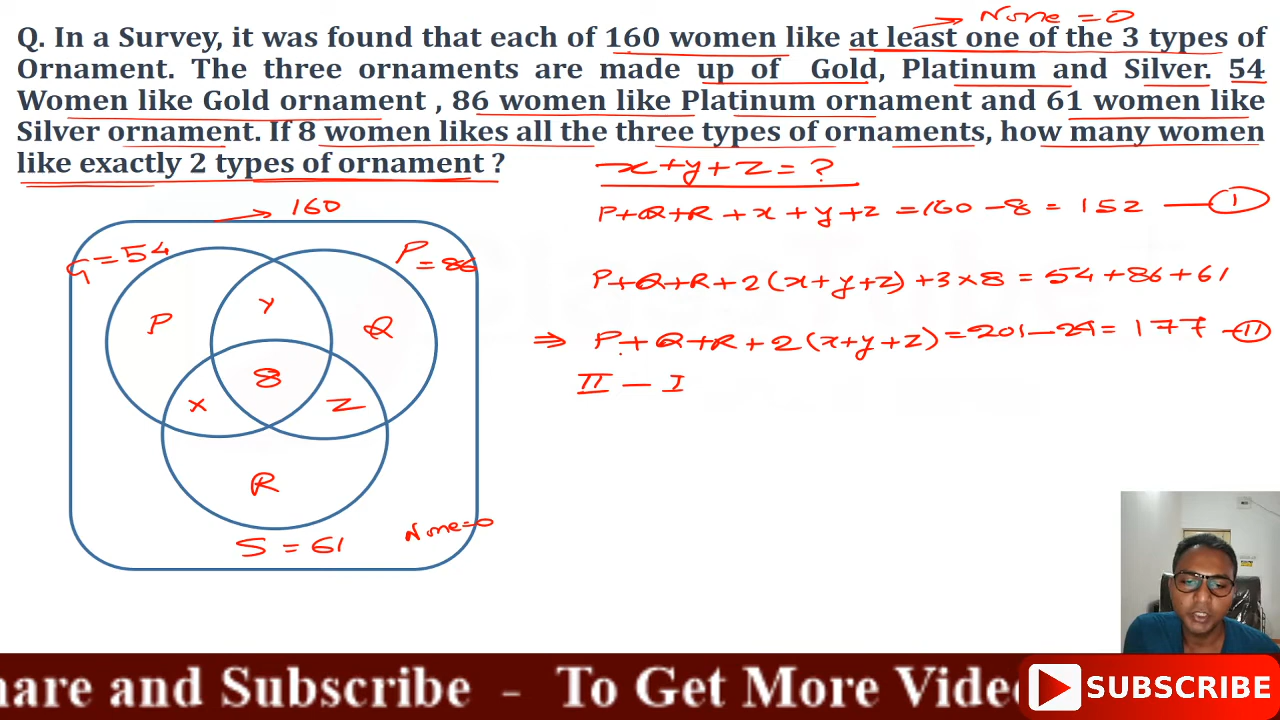 None = 0
Q. In a Survey, it was found that each of 160 women like at least one of the 3 types of
Ornament. The three ornaments are made up of Gold, Platinum and Silver. 54
Women like Gold ornament , 86 women like Platinum ornament and 61 women like
Silver ornament. If 8 women likes all the three types of ornaments, how many women
like exactly 2 types of ornament ?
x+y+z = ?
160
P+Q+R+x+y+z = 160-8 = 152 — I
G = 54
P = 86
P+Q+R+2(x+y+z)+3×8 = 54+86+61
Y
P
Q
⇒ P+Q+R+2(x+y+z) = 201-24 = 177 — II
II - I
8
X
Z
R
None=0
S = 61
hare and Subscribe - To Get More Video
SUBSCRIBE